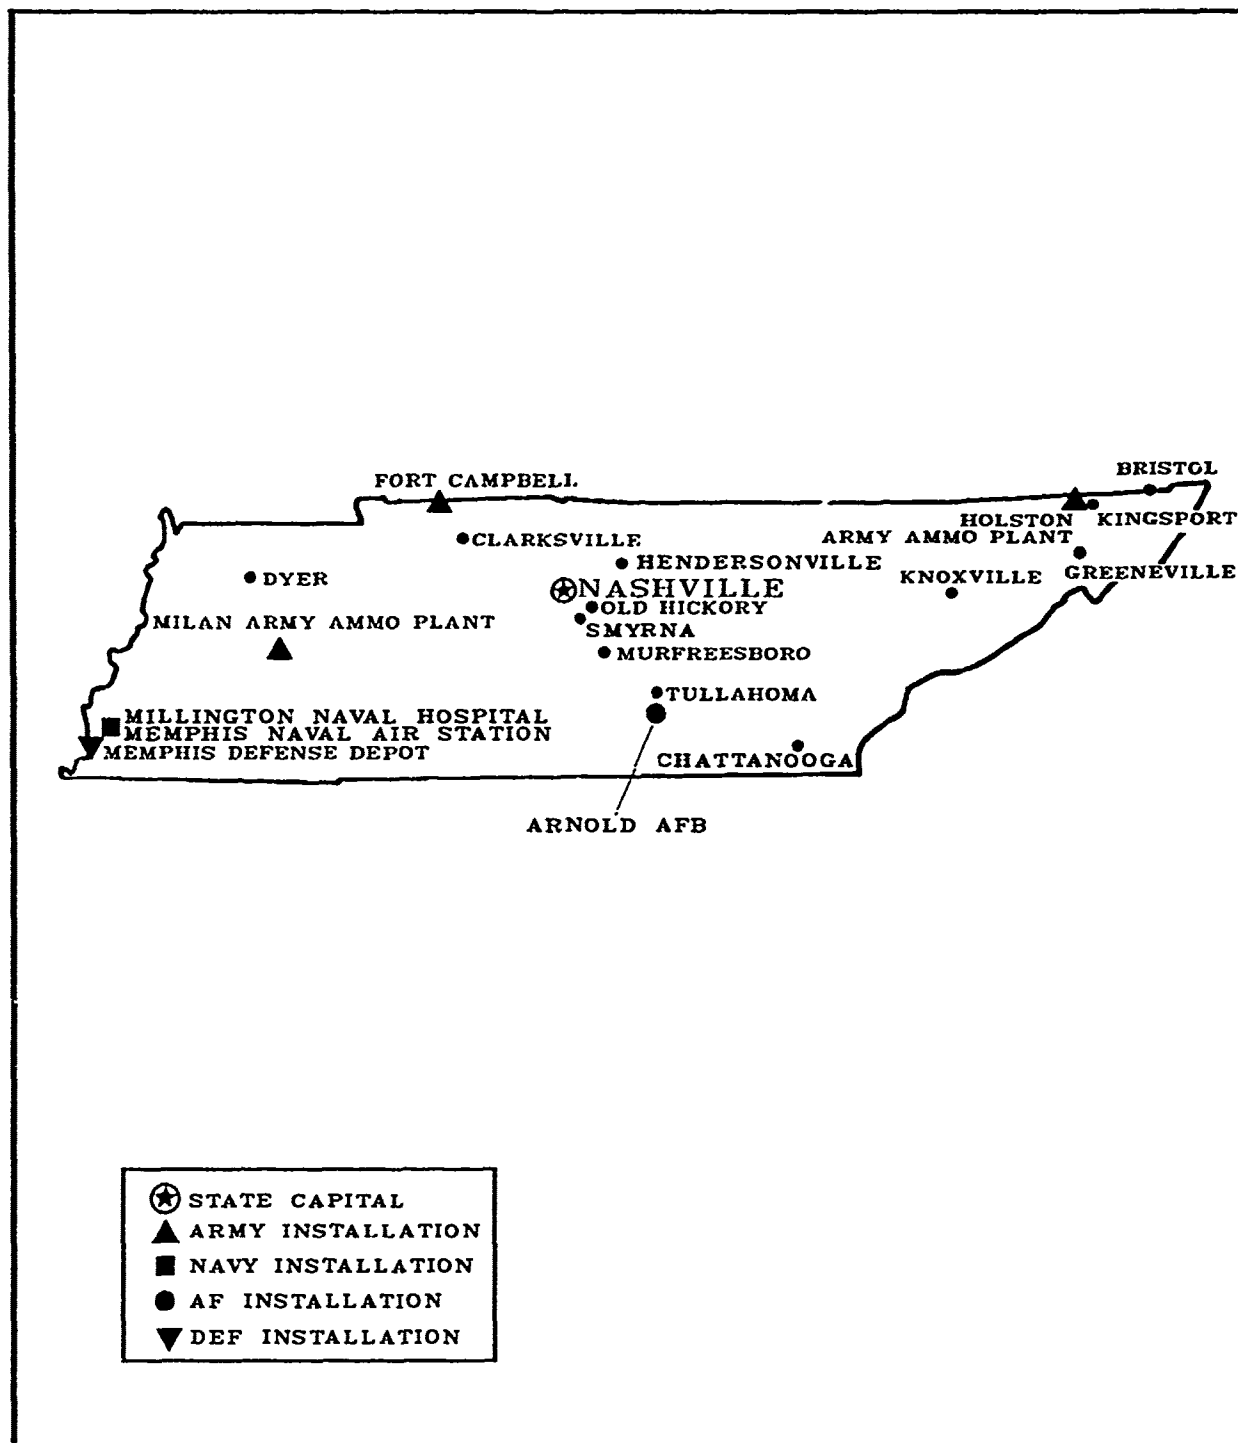 BRISTOL
FORT CAMPBELL
HOLSTON
KINGSPORT
ARMY AMMO PLANT
CLARKSVILLE
HENDERSONVILLE
GREENEVILLE
KNOXVILLE
DYER
NASHVILLE
OLD HICKORY
MILAN ARMY AMMO PLANT
SMYRNA
MURFREESBORO
TULLAHOMA
MILLINGTON NAVAL HOSPITAL
MEMPHIS NAVAL AIR STATION
MEMPHIS DEFENSE DEPOT
CHATTANOOGA
ARNOLD AFB
STATE CAPITAL
ARMY INSTALLATION
NAVY INSTALLATION
AF INSTALLATION
DEF INSTALLATION